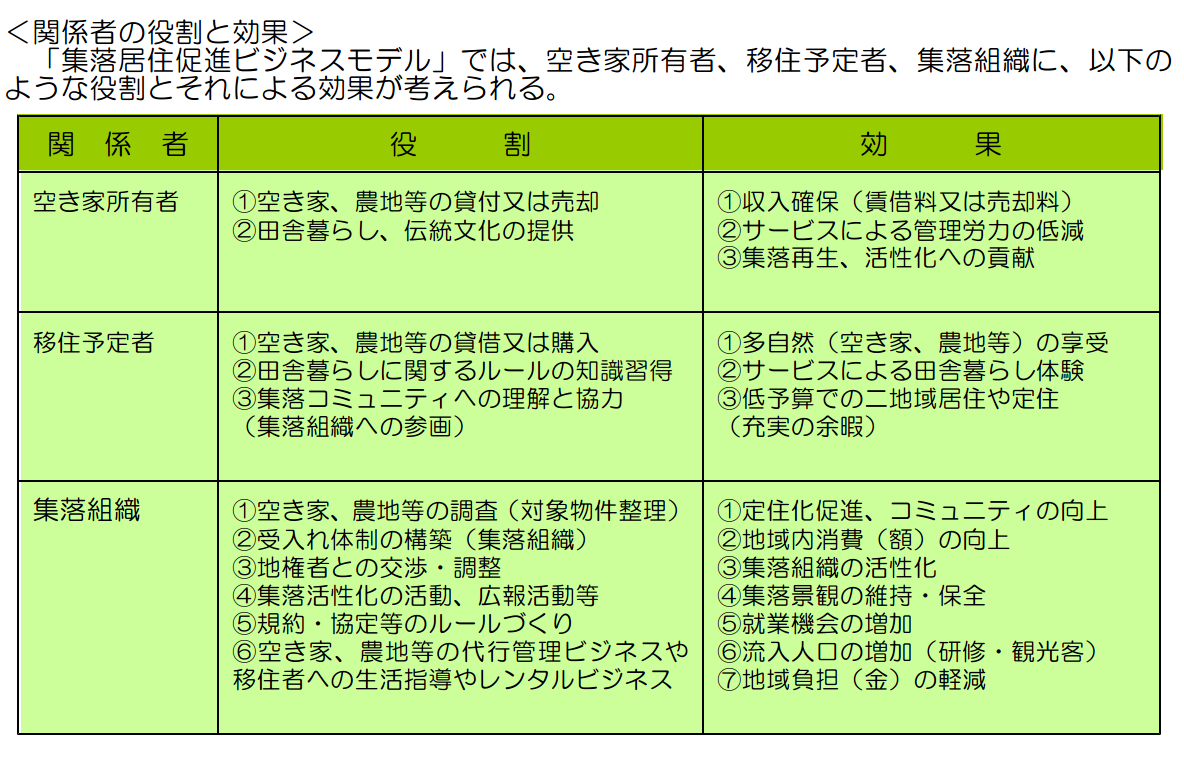 ＜関係者の役割と効果＞
「集落居住促進ビジネスモデル」では、空き家所有者、移住予定者、集落組織に、以下の
ような役割とそれによる効果が考えられる。
関　係　者
役　　　割
効　　　果
空き家所有者
①空き家、農地等の貸付又は売却
②田舎暮らし、伝統文化の提供
①収入確保（賃借料又は売却料）
②サービスによる管理労力の低減
③集落再生、活性化への貢献
移住予定者
①空き家、農地等の貸借又は購入
②田舎暮らしに関するルールの知識習得
③集落コミュニティへの理解と協力
（集落組織への参画）
①多自然（空き家、農地等）の享受
②サービスによる田舎暮らし体験
③低予算での二地域居住や定住
（充実の余暇）
集落組織
①空き家、農地等の調査（対象物件整理）
②受入れ体制の構築（集落組織）
③地権者との交渉・調整
④集落活性化の活動、広報活動等
⑤規約・協定等のルールづくり
⑥空き家、農地等の代行管理ビジネスや
移住者への生活指導やレンタルビジネス
①定住化促進、コミュニティの向上
②地域内消費（額）の向上
③集落組織の活性化
④集落景観の維持・保全
⑤就業機会の増加
⑥流入人口の増加（研修・観光客）
⑦地域負担（金）の軽減